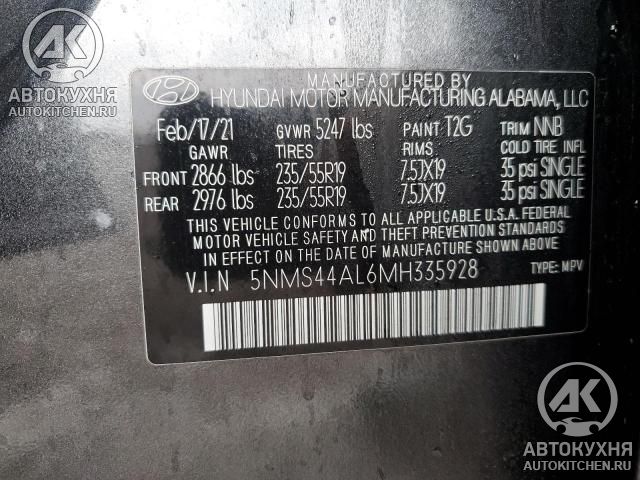 AK
АВТОКУХНЯ
AUTOKITCHEN.RU
MANUFACTURED BY
HYUNDAI MOTOR MANUFACTURING ALABAMA, LLC
Feb/17/21 GVWR 5247 lbs PAINT T2G TRIM NNB
GAWR TIRES RIMS COLD TIRE INFL
FRONT 2866 lbs 235/55R19 7.5JX19 35 psi SINGLE
REAR 2976 lbs 235/55R19 7.5JX19 35 psi SINGLE
THIS VEHICLE CONFORMS TO ALL APPLICABLE U.S.A. FEDERAL
MOTOR VEHICLE SAFETY AND THEFT PREVENTION STANDARDS
IN EFFECT ON THE DATE OF MANUFACTURE SHOWN ABOVE.
V.I.N 5NMS44AL6MH335928 TYPE: MPV
AK
АВТОКУХНЯ
AUTOKITCHEN.RU